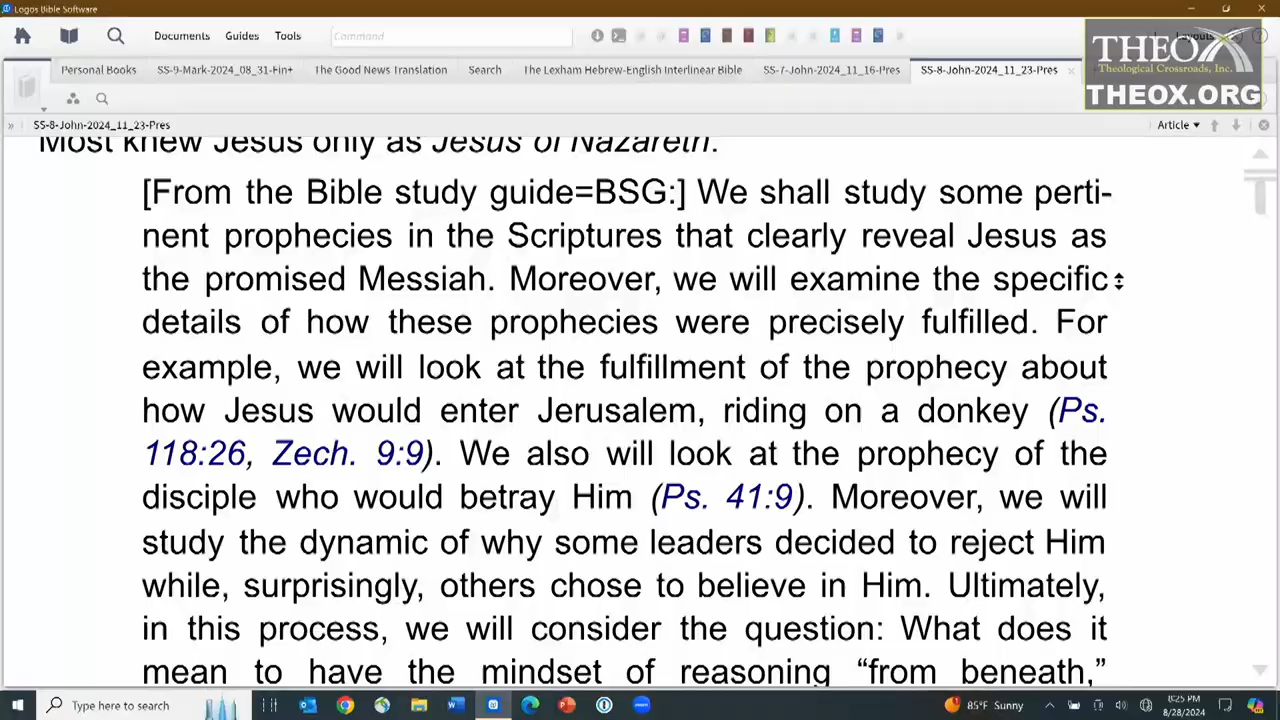 Logos Bible Software
Documents Guides Tools Command
THEOX
Theological Crossroads, Inc.
THEOX.ORG
Personal Books SS-9-Mark-2024_08_31-Fin+ The Good News The Lexham Hebrew-English Interlinear Bible SS-7-John-2024_11_16-Pres SS-8-John-2024_11_23-Pres
SS-8-John-2024_11_23-Pres Article
Most knew Jesus only as Jesus of Nazareth.
[From the Bible study guide=BSG:] We shall study some perti-
nent prophecies in the Scriptures that clearly reveal Jesus as
the promised Messiah. Moreover, we will examine the specific
details of how these prophecies were precisely fulfilled. For
example, we will look at the fulfillment of the prophecy about
how Jesus would enter Jerusalem, riding on a donkey (Ps.
118:26, Zech. 9:9). We also will look at the prophecy of the
disciple who would betray Him (Ps. 41:9). Moreover, we will
study the dynamic of why some leaders decided to reject Him
while, surprisingly, others chose to believe in Him. Ultimately,
in this process, we will consider the question: What does it
mean to have the mindset of reasoning “from beneath,”
Type here to search 85°F Sunny 8:25 PM
8/28/2024